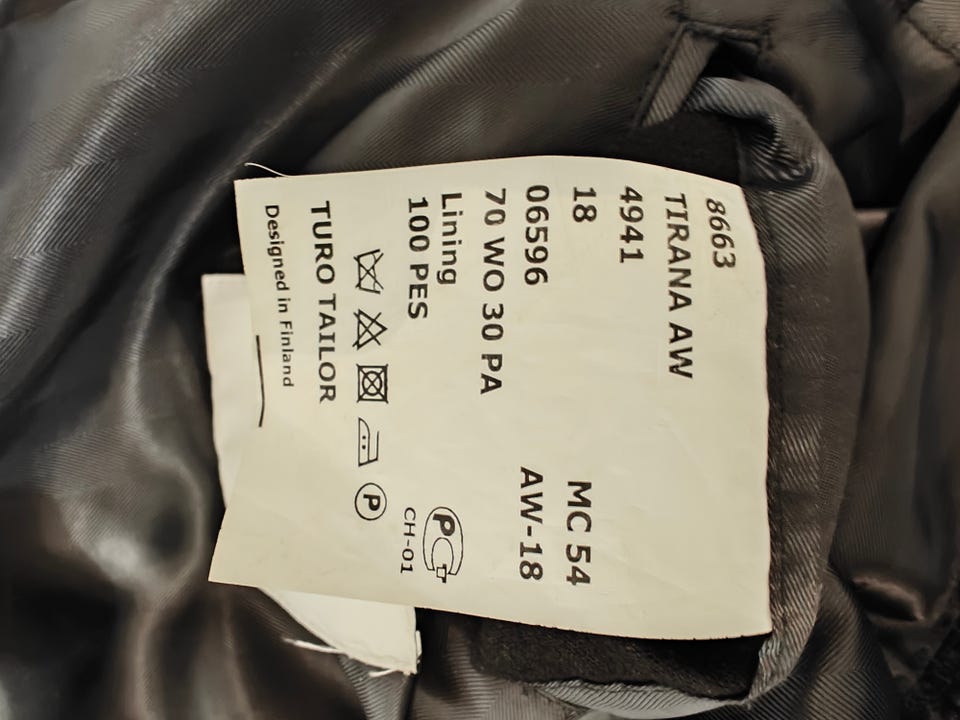 8663
TIRANA AW
4941
18 MC 54
06596 AW-18
70 WO 30 PA
Lining
100 PES
P
CH-01
TURO TAILOR
Designed in Finland